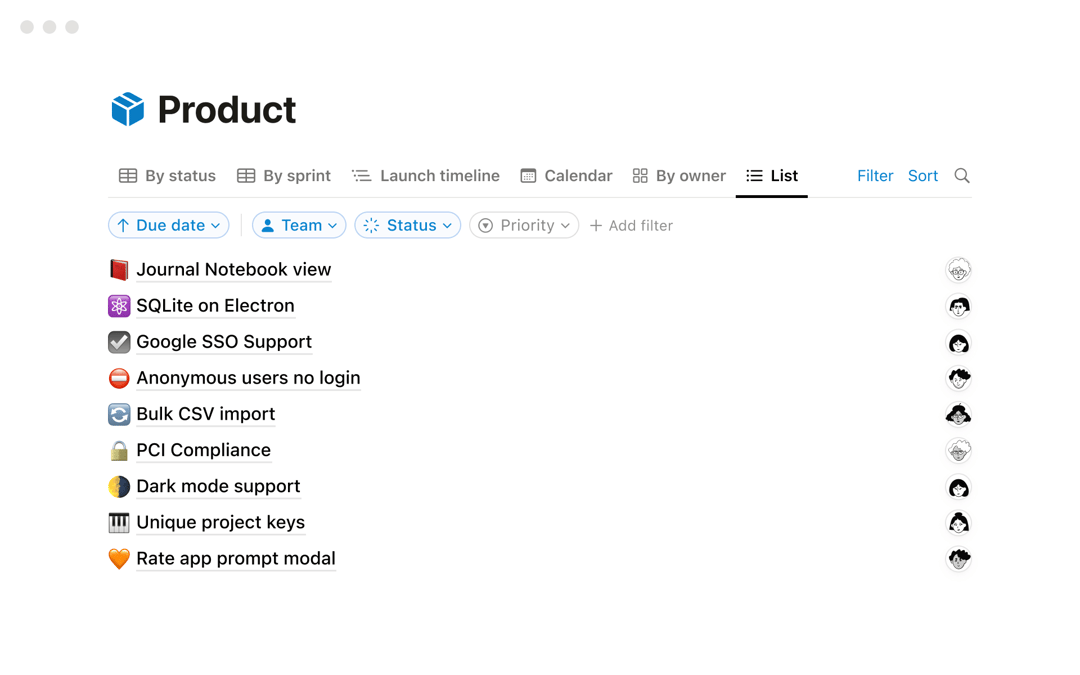 Product
By status By sprint Launch timeline Calendar By owner List Filter Sort
Due date Team Status Priority + Add filter
Journal Notebook view
SQLite on Electron
Google SSO Support
Anonymous users no login
Bulk CSV import
PCI Compliance
Dark mode support
Unique project keys
Rate app prompt modal